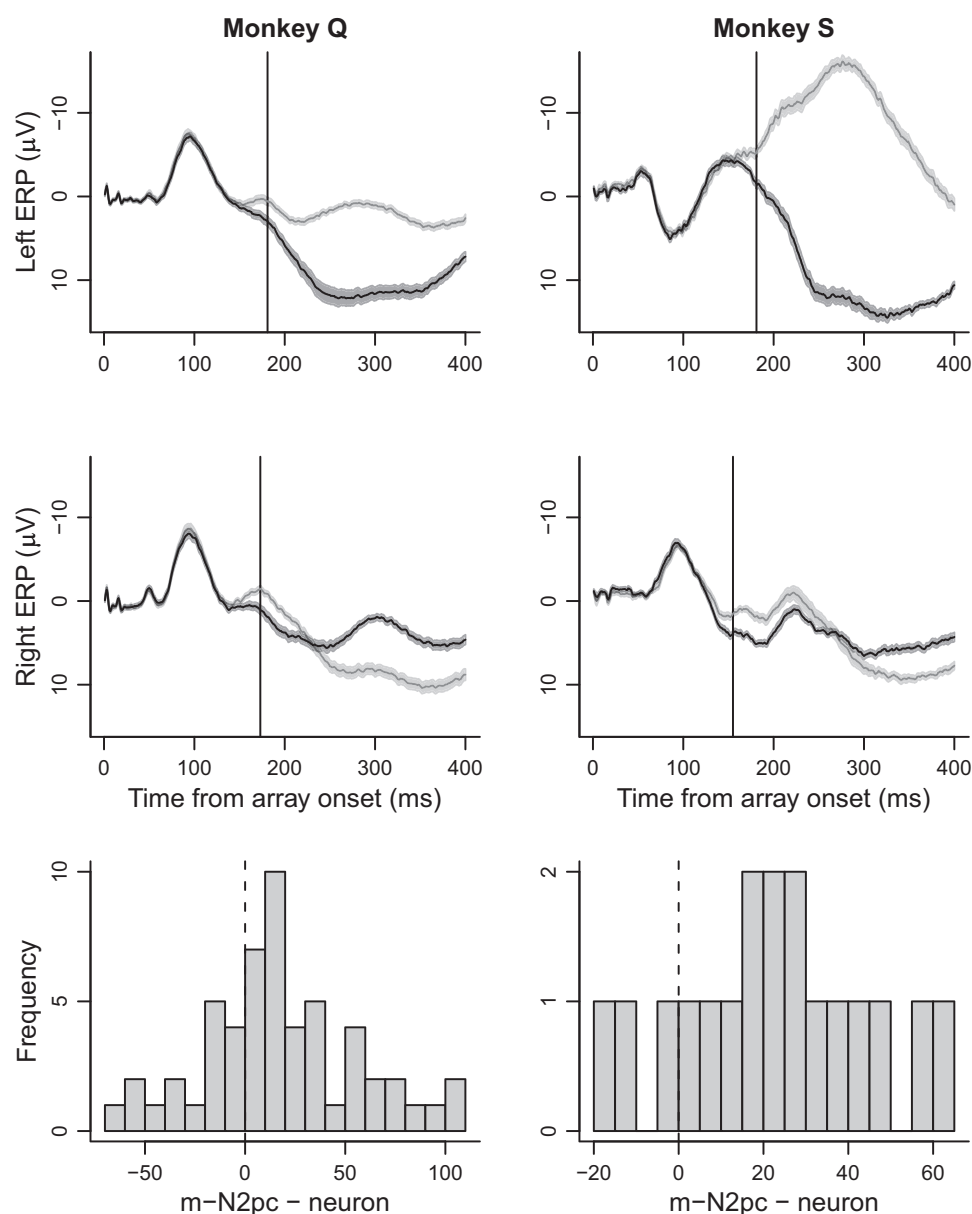 Monkey Q
Monkey S
Left ERP (μV)
−10
0
10
0 100 200 300 400
−10
0
10
0 100 200 300 400
Right ERP (μV)
−10
0
10
0 100 200 300 400
Time from array onset (ms)
−10
0
10
0 100 200 300 400
Time from array onset (ms)
Frequency
10
5
0
−50 0 50 100
m−N2pc − neuron
2
1
0
−20 0 20 40 60
m−N2pc − neuron